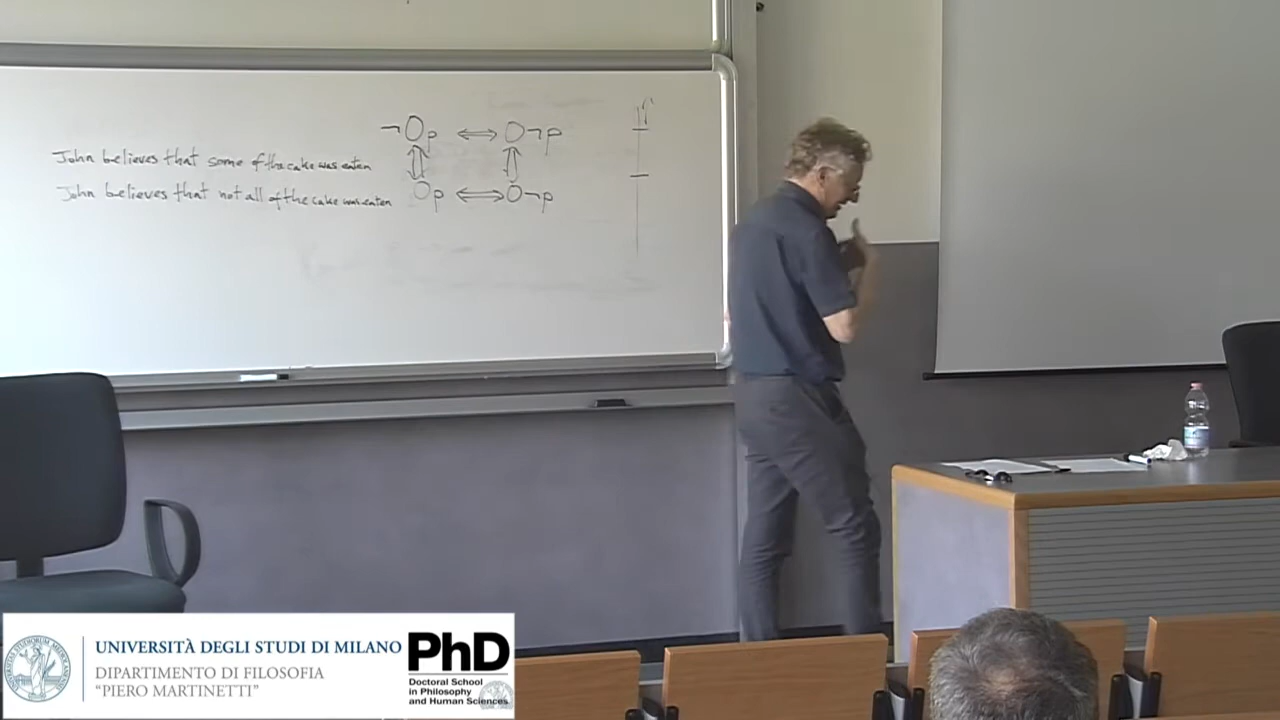 ¬Op ⇔ O¬p
John believes that some of the cake was eaten
⇑ ⇑
John believes that not all of the cake was eaten
Op ⇔ O¬p
UNIVERSITÀ DEGLI STUDI DI MILANO
DIPARTIMENTO DI FILOSOFIA
"PIERO MARTINETTI"
PhD
Doctoral School
in Philosophy
and Human Sciences